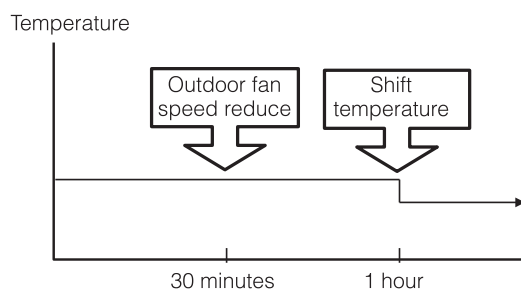 Temperature
Outdoor fan
speed reduce
Shift
temperature
30 minutes
1 hour